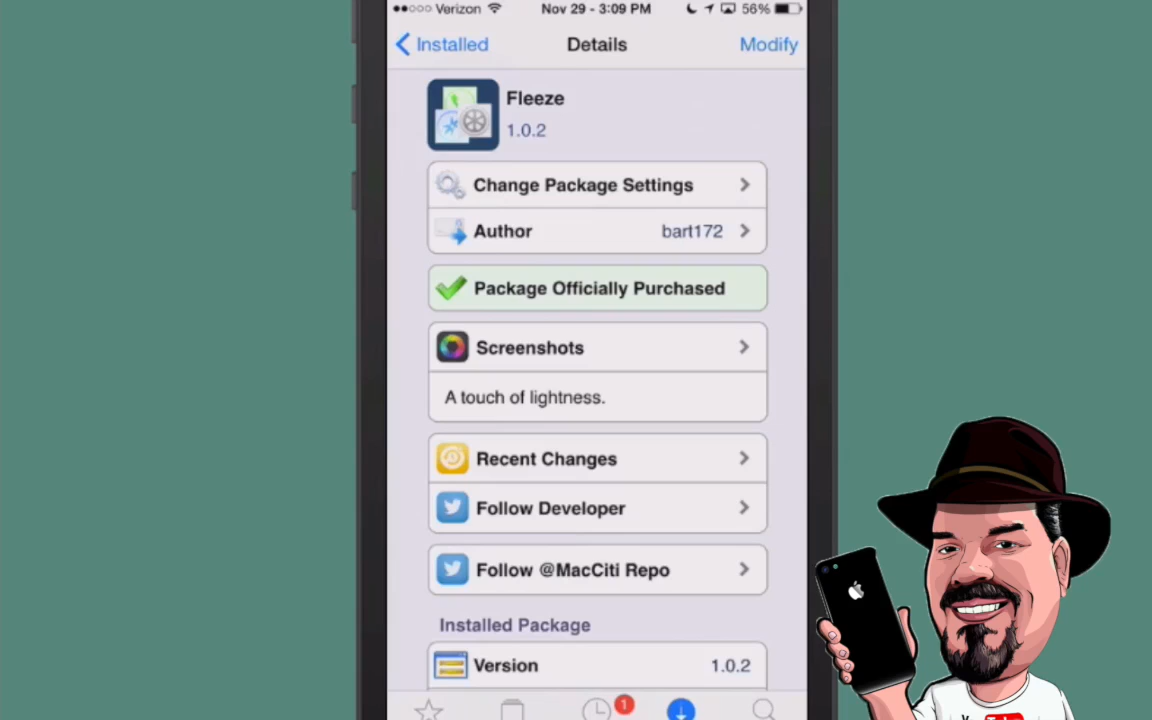 Verizon Nov 29 - 3:09 PM 56%
Installed Details Modify
Fleeze
1.0.2
Change Package Settings
Author bart172
Package Officially Purchased
Screenshots
A touch of lightness.
Recent Changes
Follow Developer
Follow @MacCiti Repo
Installed Package
Version 1.0.2
1